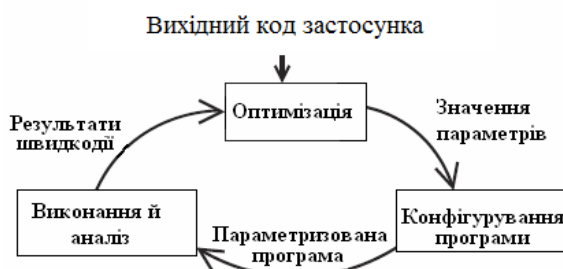 Вихідний код застосунка
Оптимізація
Значення
параметрів
Результати
швидкодії
Виконання й
аналіз
Параметризована
програма
Конфігурування
програми